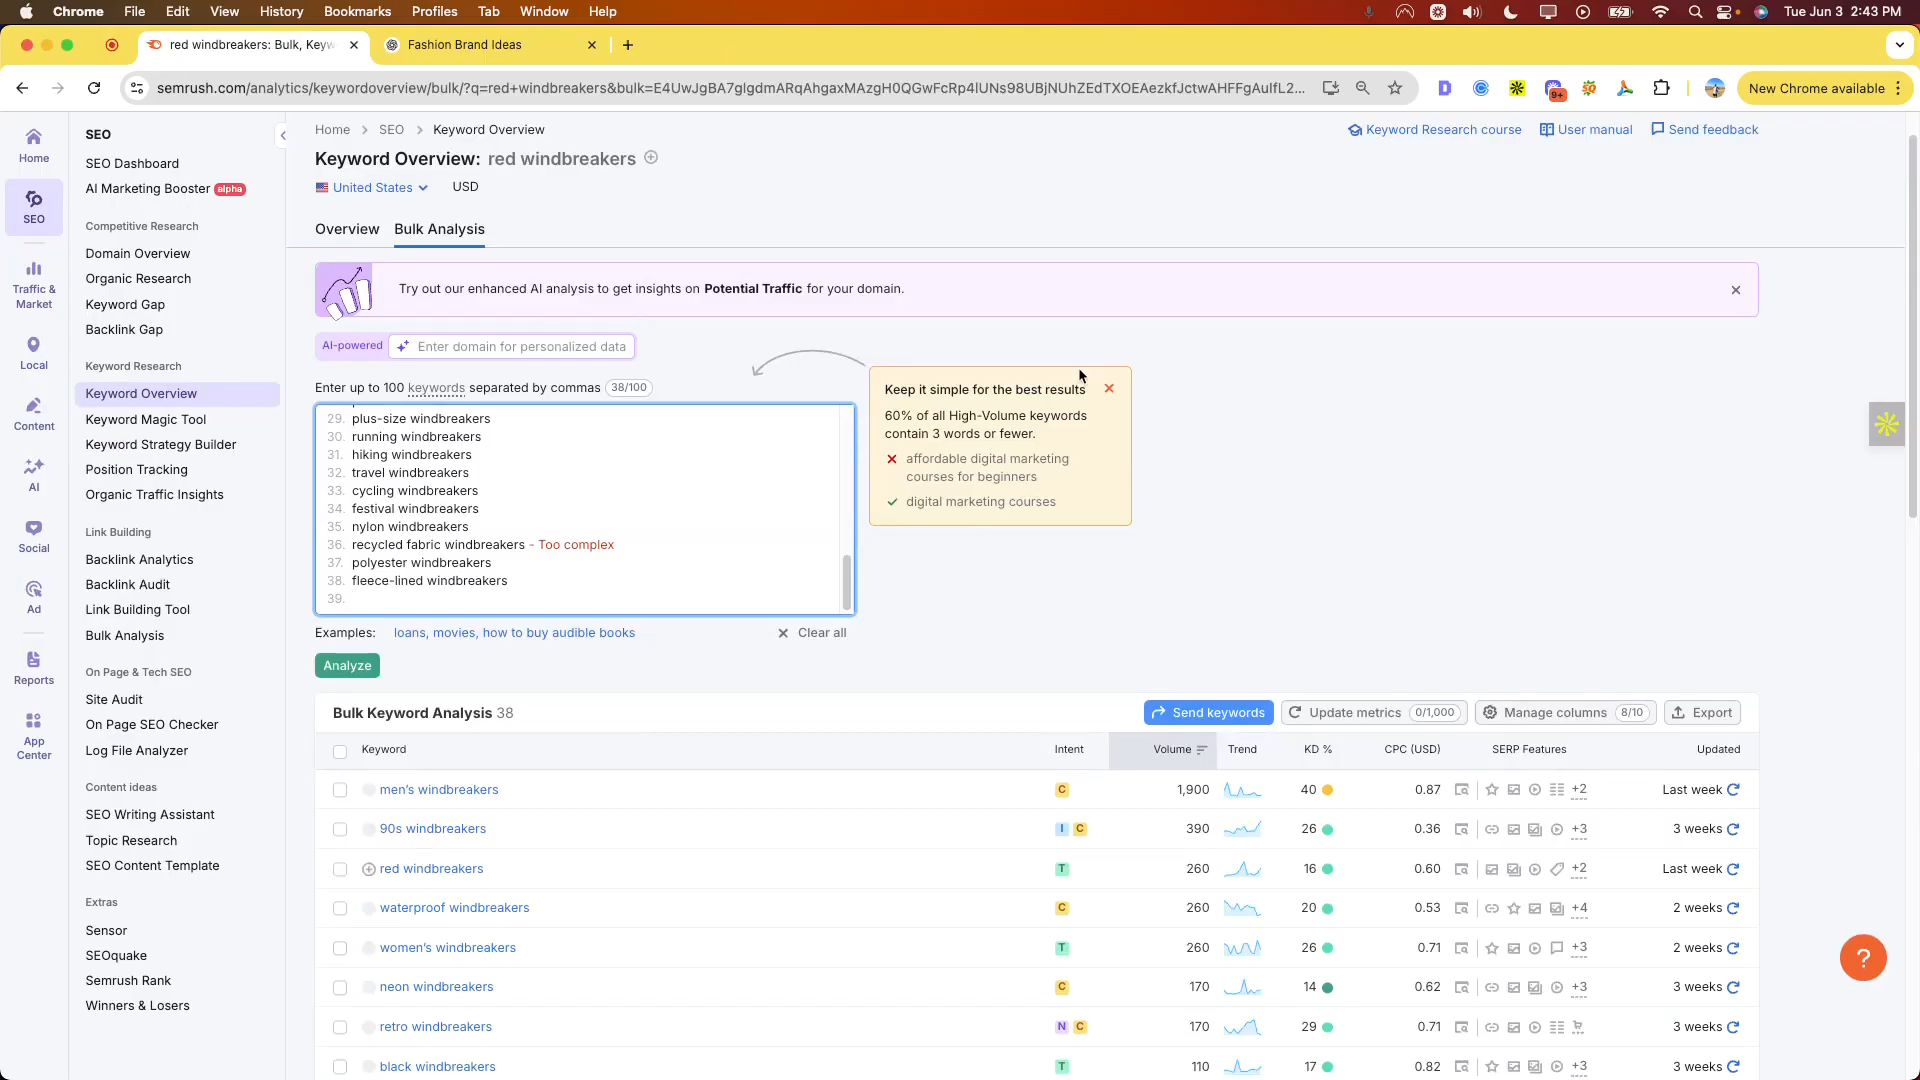 Chrome File Edit View History Bookmarks Profiles Tab Window Help Tue Jun 3 2:43 PM
red windbreakers: Bulk, Keyw
Fashion Brand Ideas
semrush.com/analytics/keywordoverview/bulk/?q=red+windbreakers&bulk=E4UwJgBA7glgdmARqAhgaxMAzgH0QGwFcRp4lUNs98UBjNUhZEdTXOEAezkfJctwAHFFgAulfL2...
9+
New Chrome available
Home
SEO
Traffic & Market
Local
Content
AI
Social
Ad
Reports
App Center
SEO
SEO Dashboard
AI Marketing Booster alpha
Competitive Research
Domain Overview
Organic Research
Keyword Gap
Backlink Gap
Keyword Research
Keyword Overview
Keyword Magic Tool
Keyword Strategy Builder
Position Tracking
Organic Traffic Insights
Link Building
Backlink Analytics
Backlink Audit
Link Building Tool
Bulk Analysis
On Page & Tech SEO
Site Audit
On Page SEO Checker
Log File Analyzer
Content ideas
SEO Writing Assistant
Topic Research
SEO Content Template
Extras
Sensor
SEOquake
Semrush Rank
Winners & Losers
Home > SEO > Keyword Overview
Keyword Research course User manual Send feedback
Keyword Overview: red windbreakers
United States USD
Overview Bulk Analysis
Try out our enhanced AI analysis to get insights on Potential Traffic for your domain.
AI-powered Enter domain for personalized data
Enter up to 100 keywords separated by commas 38/100
29. plus-size windbreakers
30. running windbreakers
31. hiking windbreakers
32. travel windbreakers
33. cycling windbreakers
34. festival windbreakers
35. nylon windbreakers
36. recycled fabric windbreakers - Too complex
37. polyester windbreakers
38. fleece-lined windbreakers
39.
Keep it simple for the best results
60% of all High-Volume keywords
contain 3 words or fewer.
affordable digital marketing
courses for beginners
digital marketing courses
Examples: loans, movies, how to buy audible books Clear all
Analyze
Bulk Keyword Analysis 38
Send keywords Update metrics 0/1,000 Manage columns 8/10 Export
Keyword Intent Volume Trend KD % CPC (USD) SERP Features Updated
men's windbreakers C 1,900 40 0.87 +2 Last week
90s windbreakers I C 390 26 0.36 +3 3 weeks
red windbreakers T 260 16 0.60 +2 Last week
waterproof windbreakers C 260 20 0.53 +4 2 weeks
women's windbreakers T 260 26 0.71 +3 2 weeks
neon windbreakers C 170 14 0.62 +3 3 weeks
retro windbreakers N C 170 29 0.71 3 weeks
black windbreakers T 110 17 0.82 +3 3 weeks
?